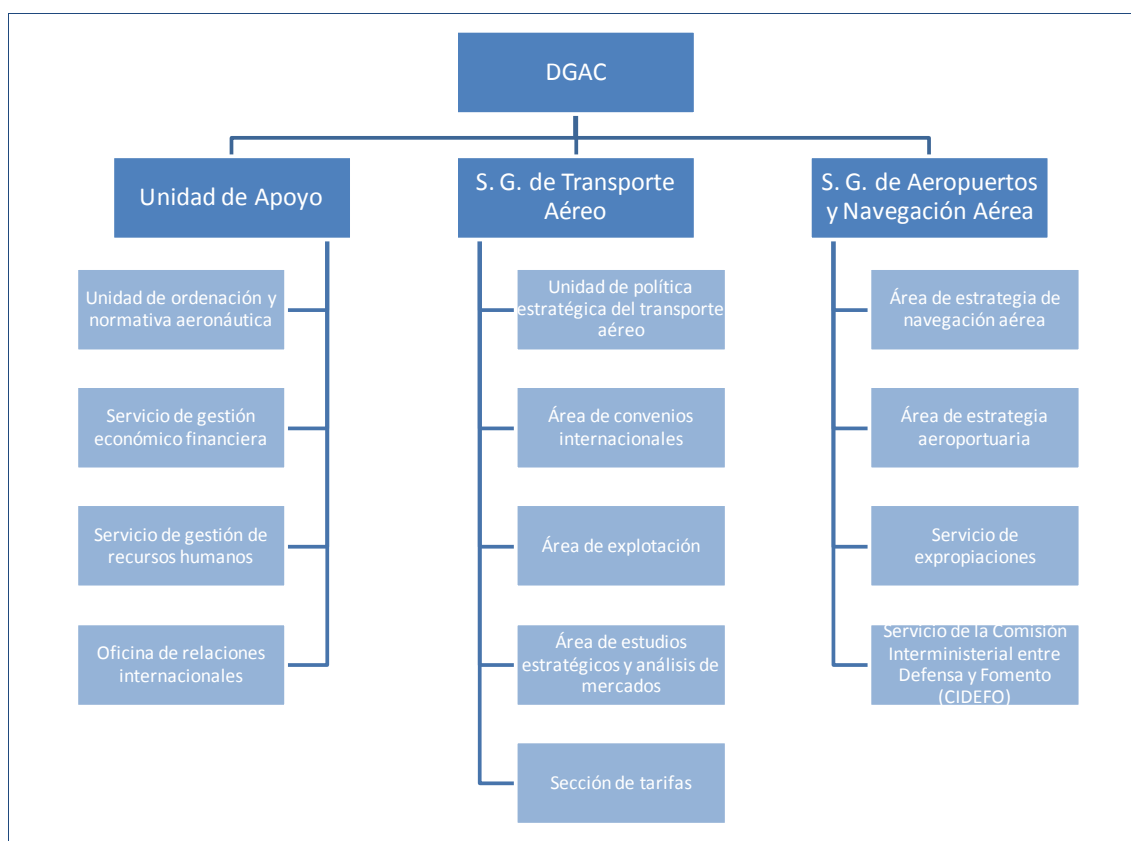 DGAC
Unidad de Apoyo
S. G. de Transporte
Aéreo
S. G. de Aeropuertos
y Navegación Aérea
Unidad de ordenación y
normativa aeronáutica
Servicio de gestión
económico financiera
Servicio de gestión de
recursos humanos
Oficina de relaciones
internacionales
Unidad de política
estratégica del transporte
aéreo
Área de convenios
internacionales
Área de explotación
Área de estudios
estratégicos y análisis de
mercados
Sección de tarifas
Área de estrategia de
navegación aérea
Área de estrategia
aeroportuaria
Servicio de
expropiaciones
Servicio de la Comisión
Interministerial entre
Defensa y Fomento
(CIDEFO)